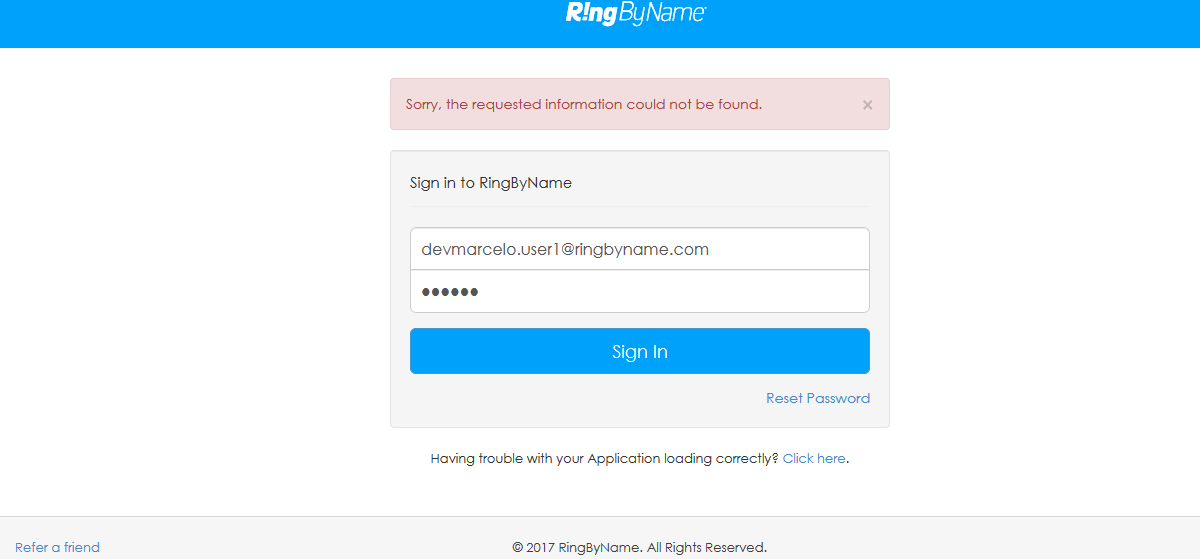 R!ngByName
Sorry, the requested information could not be found. ×
Sign in to RingByName
devmarcelo.user1@ringbyname.com
●●●●●●
Sign In
Reset Password
Having trouble with your Application loading correctly? Click here.
Refer a friend
© 2017 RingByName. All Rights Reserved.